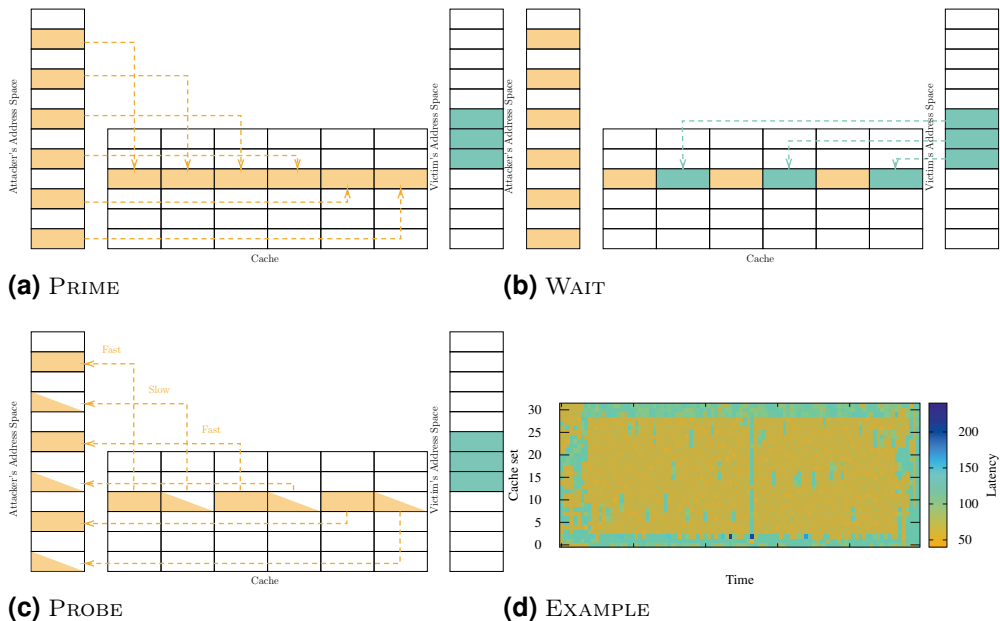 Attacker's Address Space
Cache
Victim's Address Space
(a) PRIME
Attacker's Address Space
Cache
Victim's Address Space
(b) WAIT
Attacker's Address Space
Fast
Slow
Fast
Cache
Victim's Address Space
(c) PROBE
Cache set
30
25
20
15
10
5
0
Time
200
150
100
50
Latency
(d) EXAMPLE